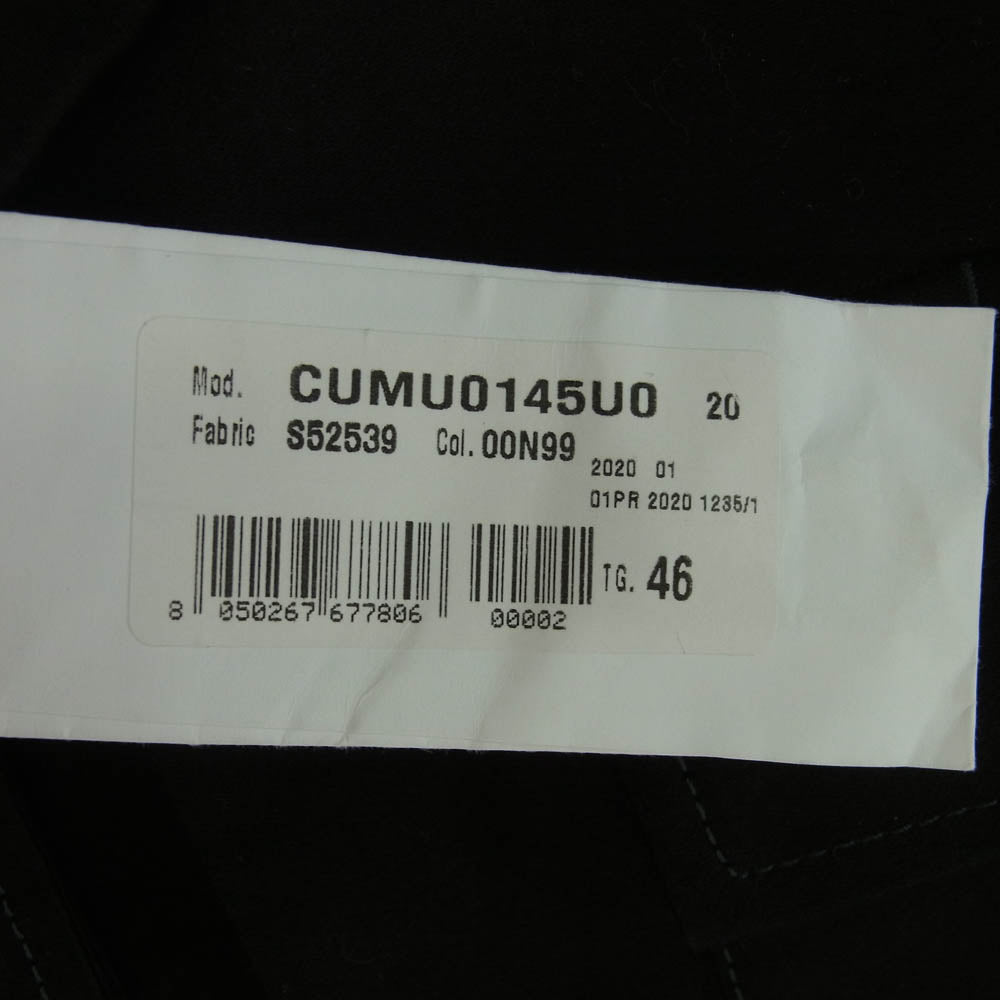 Mod. CUMU0145U0 20
Fabric S52539 Col. 00N99
2020 01
01PR 2020 1235/1
TG. 46
8 050267 677806 00002